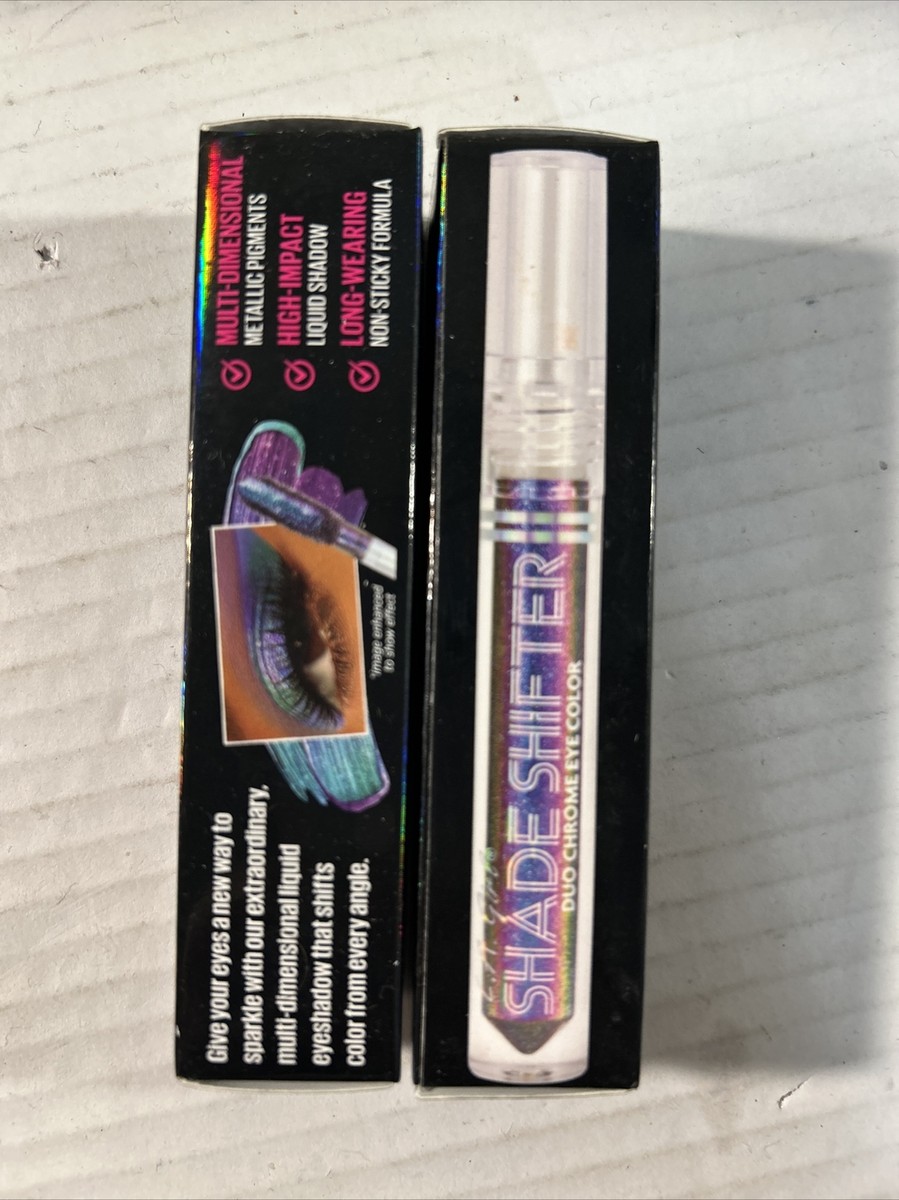 Give your eyes a new way to
sparkle with our extraordinary,
multi-dimensional liquid
eyeshadow that shifts
color from every angle.
*Image enhanced
to show effect
MULTI-DIMENSIONAL
METALLIC PIGMENTS
HIGH-IMPACT
LIQUID SHADOW
LONG-WEARING
NON-STICKY FORMULA
L.A. Girl®
SHADE SHIFTER
DUO CHROME EYE COLOR